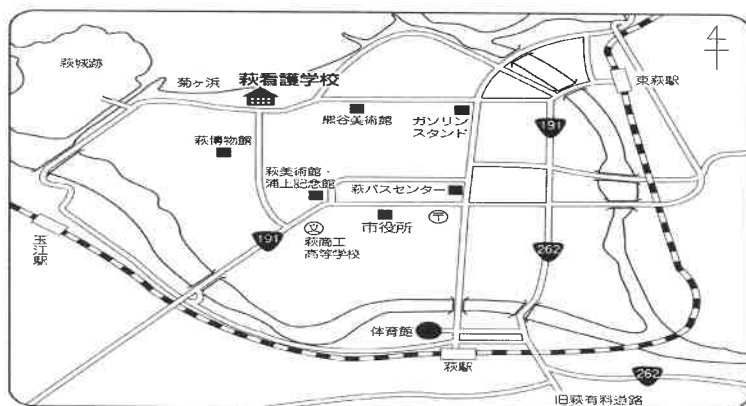 萩城跡
菊ヶ浜
萩看護学校
東萩駅
熊谷美術館
ガソリン
スタンド
191
萩博物館
萩美術館・
浦上記念館
萩バスセンター
市役所
〒
文
萩商工
高等学校
191
262
玉江駅
体育館
萩駅
262
旧萩有料道路